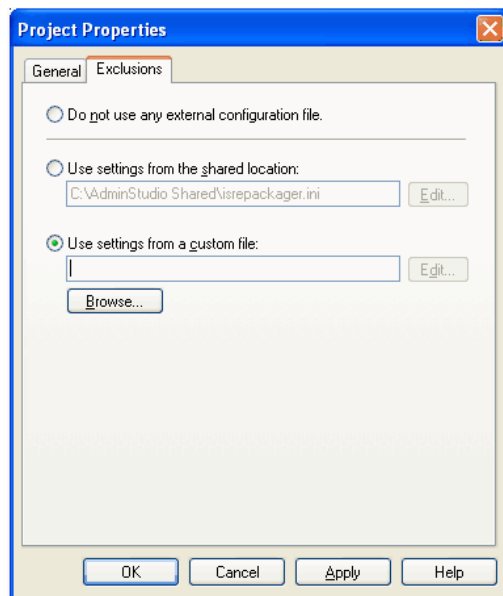 Project Properties
General Exclusions
Do not use any external configuration file.
Use settings from the shared location:
C:\AdminStudio Shared\isrepackager.ini Edit...
Use settings from a custom file:
Edit...
Browse...
OK Cancel Apply Help